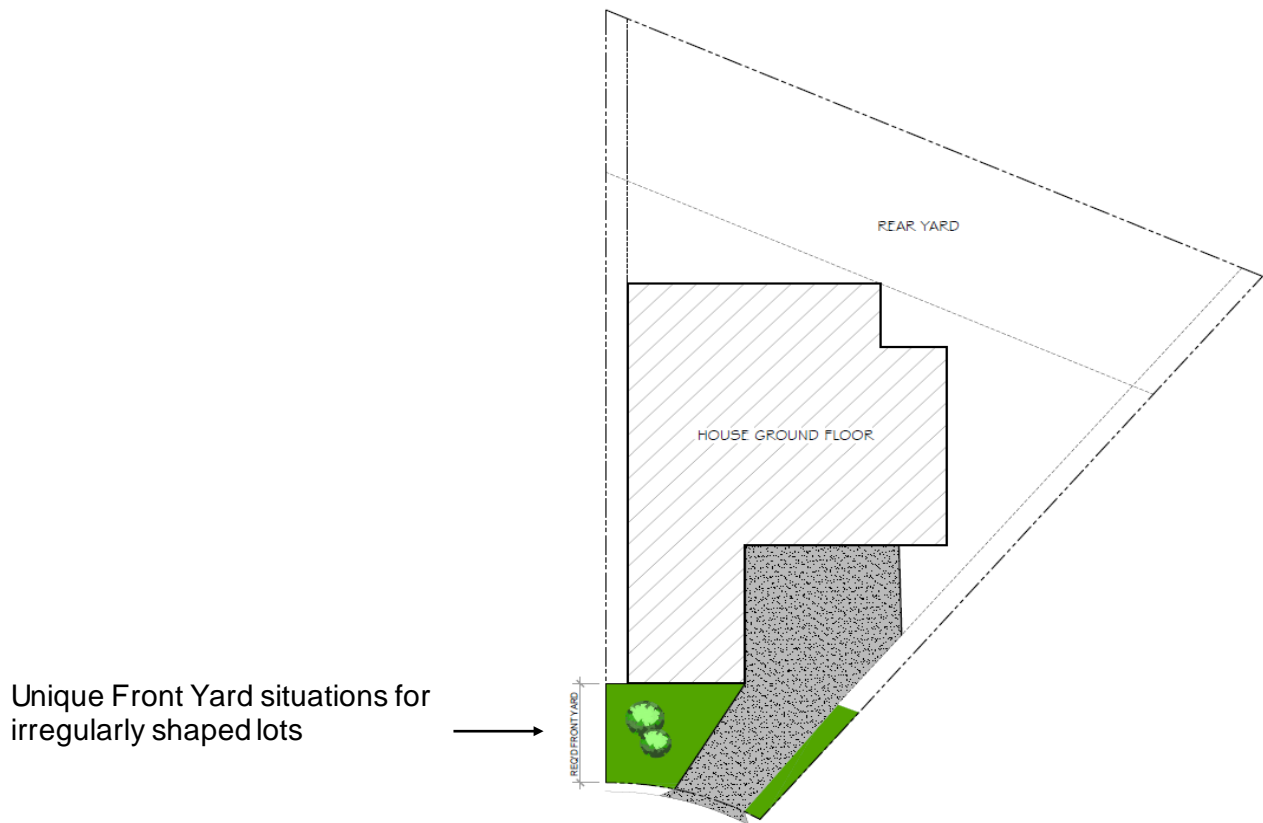 REAR YARD
HOUSE GROUND FLOOR
REQ'D FRONT YARD
Unique Front Yard situations for
irregularly shaped lots